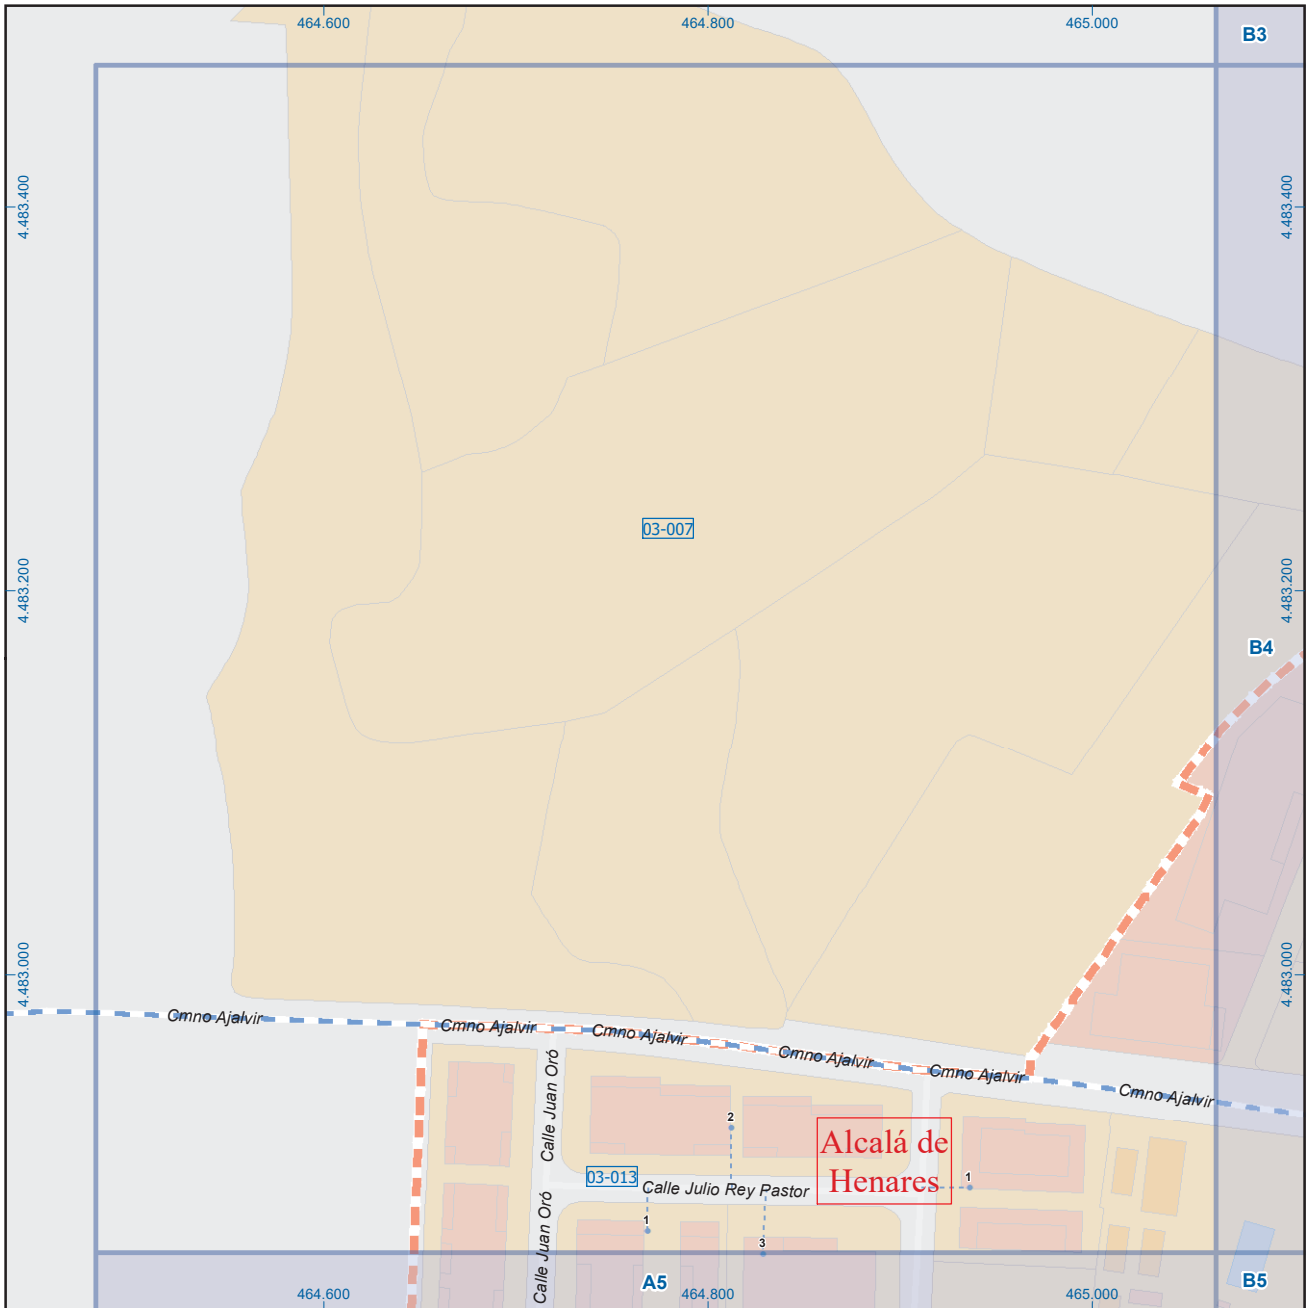 464.600
464.800
465.000
B3
4.483.400
4.483.400
03-007
4.483.200
4.483.200
B4
4.483.000
4.483.000
Cmno Ajalvir
Cmno Ajalvir
Cmno Ajalvir
Cmno Ajalvir
Cmno Ajalvir
Cmno Ajalvir
Calle Juan Oró
2
Alcalá de
Henares
03-013
Calle Julio Rey Pastor
1
Calle Juan Oró
1
3
A5
B5
464.600
464.800
465.000